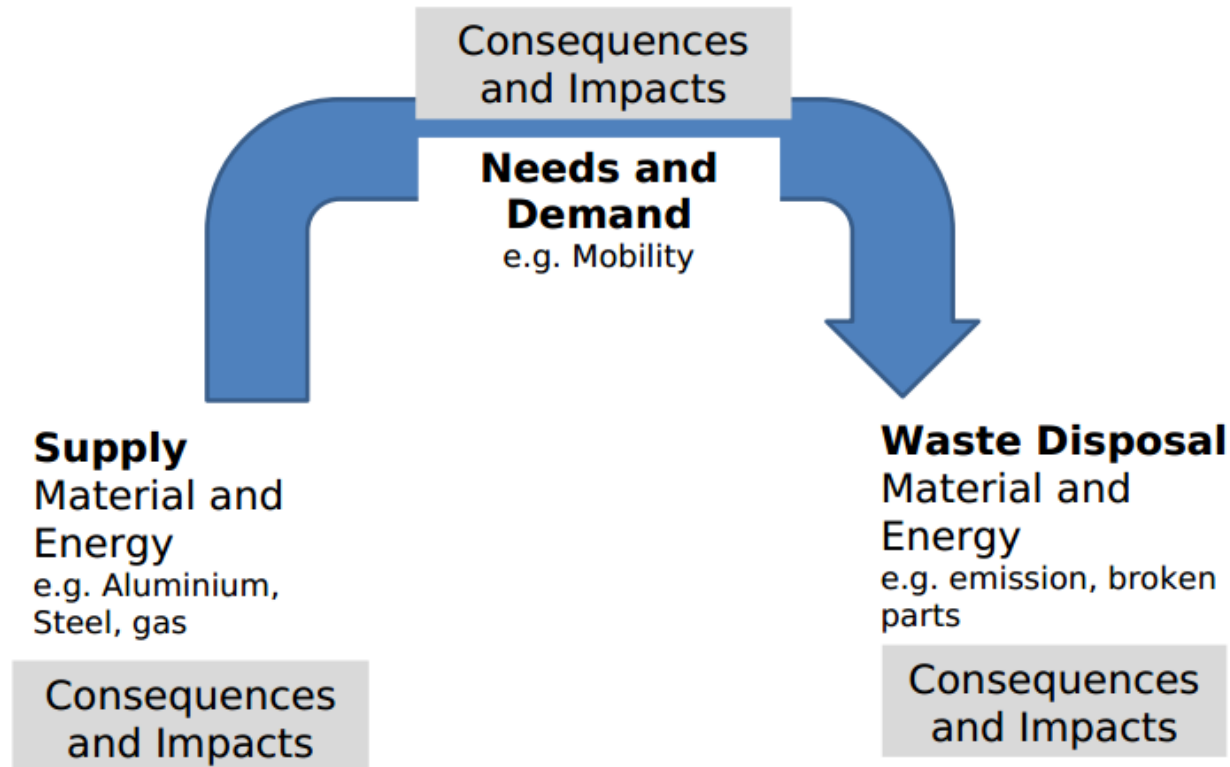 Consequences
and Impacts
Needs and
Demand
e.g. Mobility
Supply
Material and
Energy
e.g. Aluminium,
Steel, gas
Consequences
and Impacts
Waste Disposal
Material and
Energy
e.g. emission, broken
parts
Consequences
and Impacts